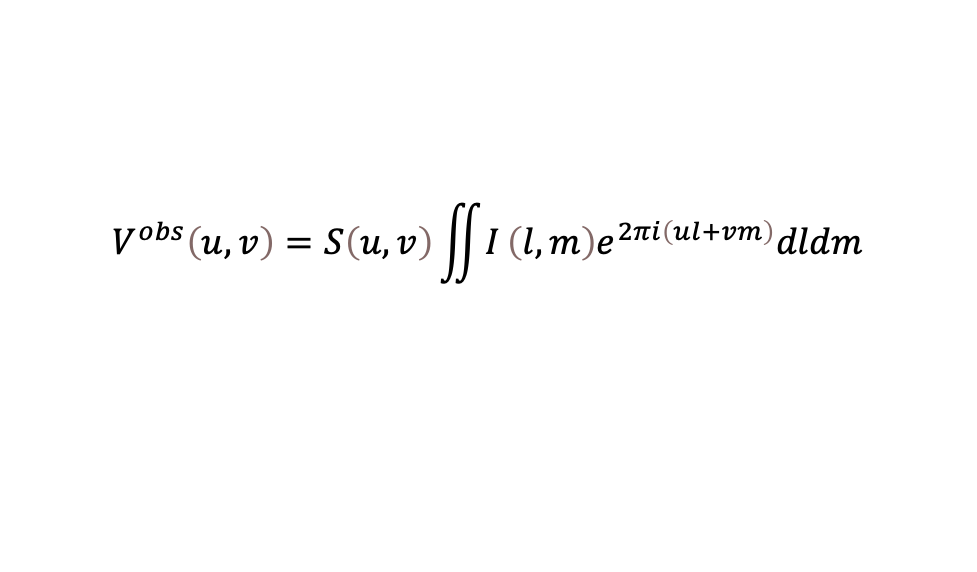 V^{obs}(u, v) = S(u, v) ∬ I (l, m)e^{2πi(ul+vm)}dldm